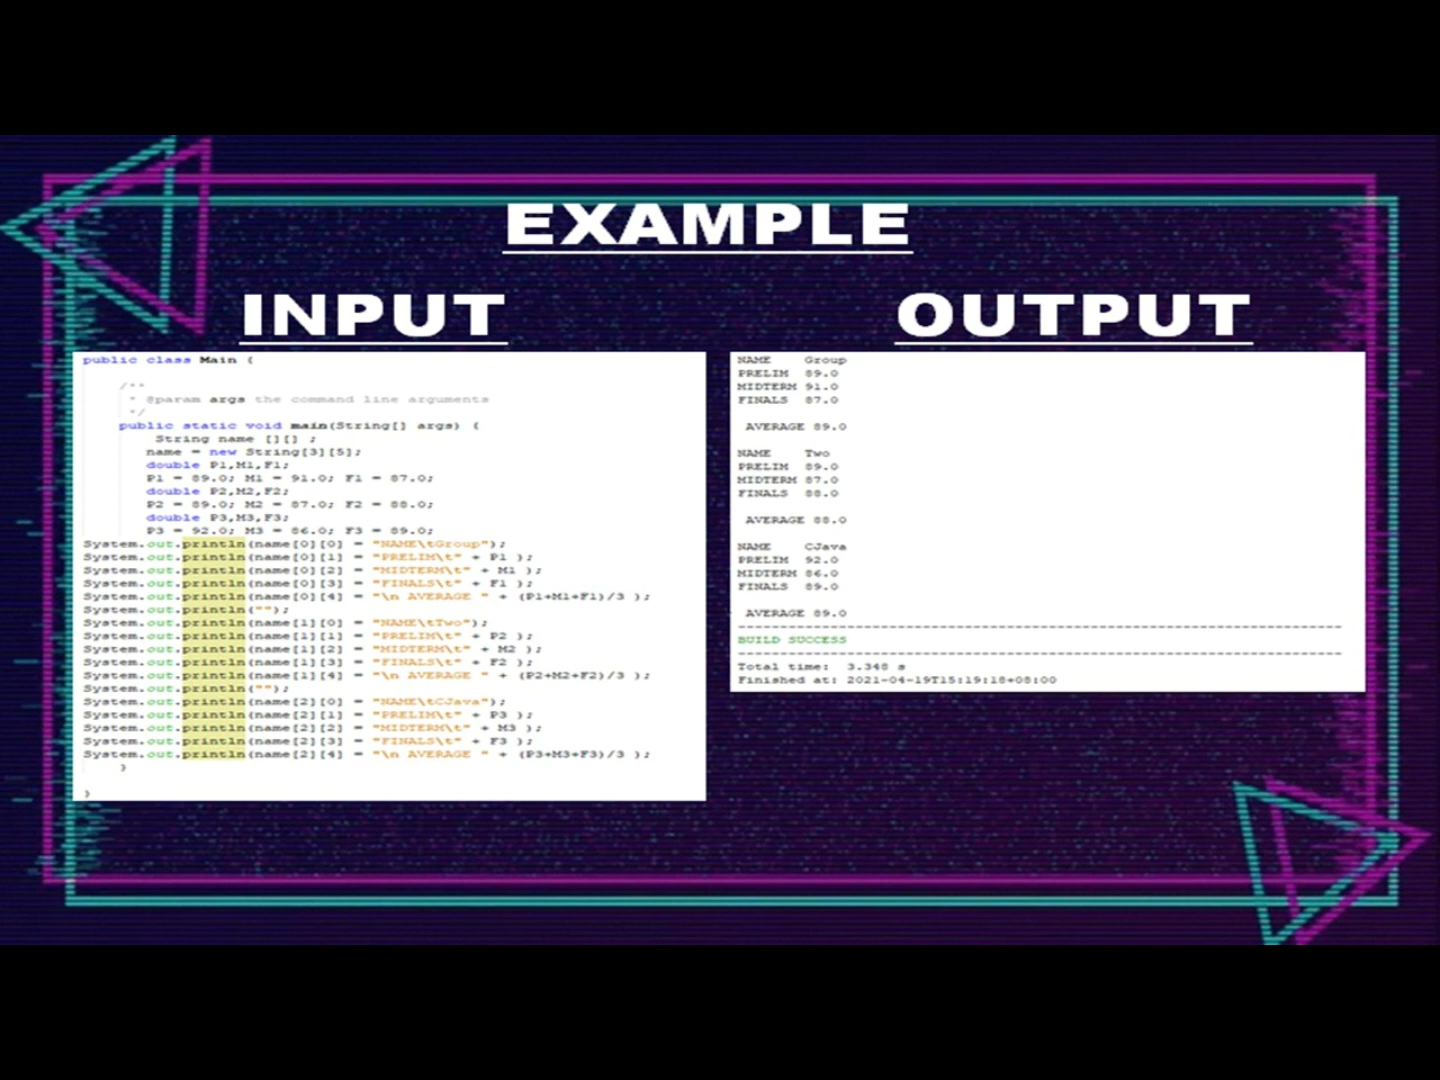 EXAMPLE
INPUT
OUTPUT
public class Main {
/**
* @param args the command line arguments
*/
public static void main(String[] args) {
String name [][] ;
name = new String[3][5];
double P1,M1,F1;
P1 = 89.0; M1 = 91.0; F1 = 87.0;
double P2,M2,F2;
P2 = 89.0; M2 = 87.0; F2 = 88.0;
double P3,M3,F3;
P3 = 92.0; M3 = 86.0; F3 = 89.0;
System.out.println(name[0][0] = "NAME\tGroup");
System.out.println(name[0][1] = "PRELIM\t" + P1 );
System.out.println(name[0][2] = "MIDTERM\t" + M1 );
System.out.println(name[0][3] = "FINALS\t" + F1 );
System.out.println(name[0][4] = "\n AVERAGE " + (P1+M1+F1)/3 );
System.out.println("");
System.out.println(name[1][0] = "NAME\tTwo");
System.out.println(name[1][1] = "PRELIM\t" + P2 );
System.out.println(name[1][2] = "MIDTERM\t" + M2 );
System.out.println(name[1][3] = "FINALS\t" + F2 );
System.out.println(name[1][4] = "\n AVERAGE " + (P2+M2+F2)/3 );
System.out.println("");
System.out.println(name[2][0] = "NAME\tCJava");
System.out.println(name[2][1] = "PRELIM\t" + P3 );
System.out.println(name[2][2] = "MIDTERM\t" + M3 );
System.out.println(name[2][3] = "FINALS\t" + F3 );
System.out.println(name[2][4] = "\n AVERAGE " + (P3+M3+F3)/3 );
}
}
NAME Group
PRELIM 89.0
MIDTERM 91.0
FINALS 87.0
AVERAGE 89.0
NAME Two
PRELIM 89.0
MIDTERM 87.0
FINALS 88.0
AVERAGE 88.0
NAME CJava
PRELIM 92.0
MIDTERM 86.0
FINALS 89.0
AVERAGE 89.0
------------------------------------------------------------------------
BUILD SUCCESS
------------------------------------------------------------------------
Total time: 3.348 s
Finished at: 2021-04-19T15:19:18+08:00